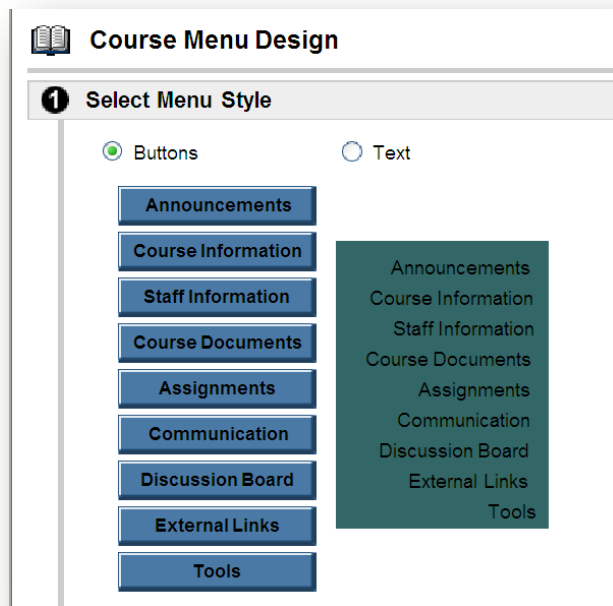 Course Menu Design
1 Select Menu Style
Buttons
Text
Announcements
Course Information
Staff Information
Course Documents
Assignments
Communication
Discussion Board
External Links
Tools
Announcements
Course Information
Staff Information
Course Documents
Assignments
Communication
Discussion Board
External Links
Tools